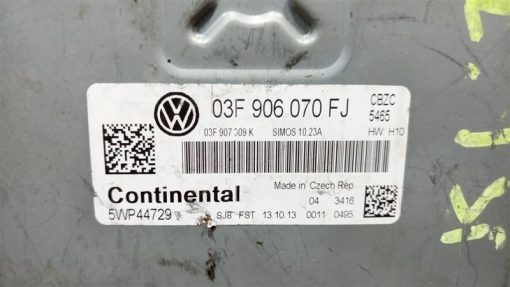 03F 906 070 FJ
CBZC
5465
03F 907 309 K SIMOS 10.23A
HW: H10
Continental
Made in Czech Rep
5WP44729
04 3416
SJB FST 13.10.13 0011 0495